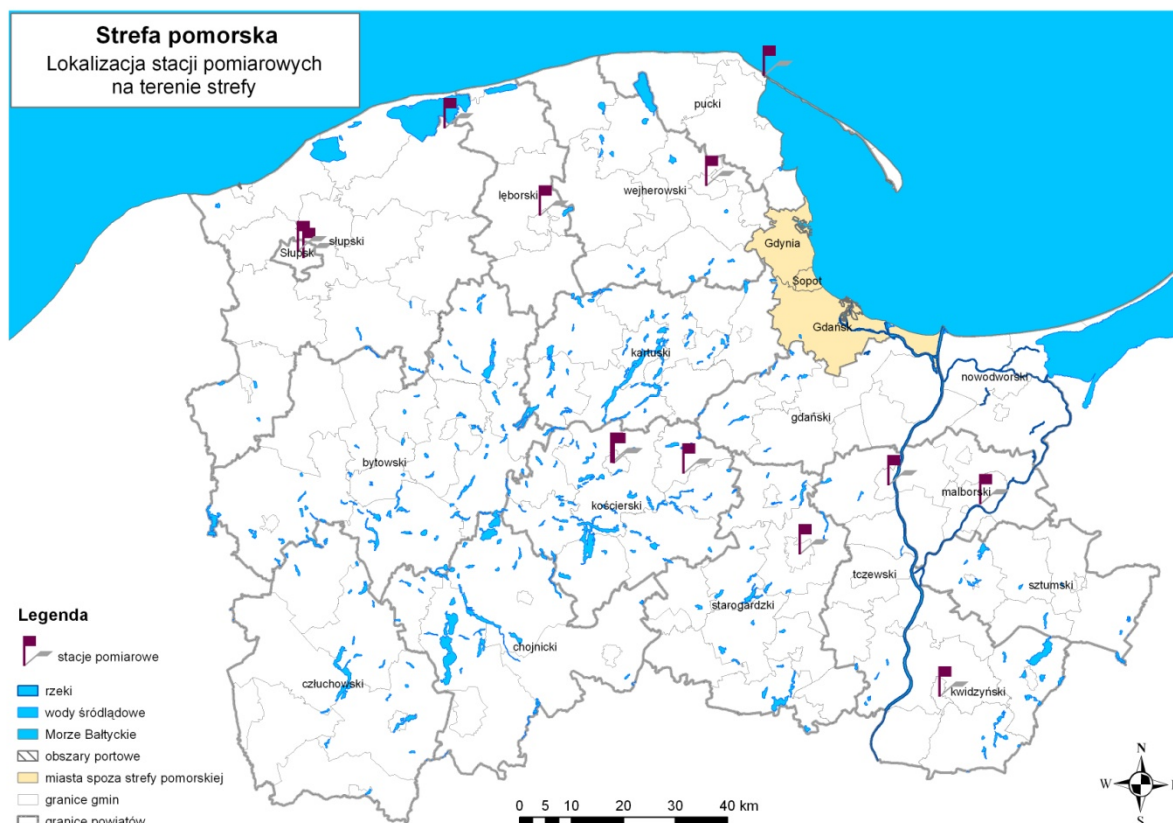 Strefa pomorska
Lokalizacja stacji pomiarowych
na terenie strefy
pucki
lęborski
wejherowski
Słupsk
słupski
Gdynia
Sopot
Gdańsk
kartuski
nowodworski
gdański
bytowski
malborski
kościerski
tczewski
sztumski
starogardzki
chojnicki
człuchowski
kwidzyński
Legenda
stacje pomiarowe
rzeki
wody śródlądowe
Morze Bałtyckie
obszary portowe
miasta spoza strefy pomorskiej
granice gmin
granice powiatów
0 5 10 20 30 40 km
N
W E
S